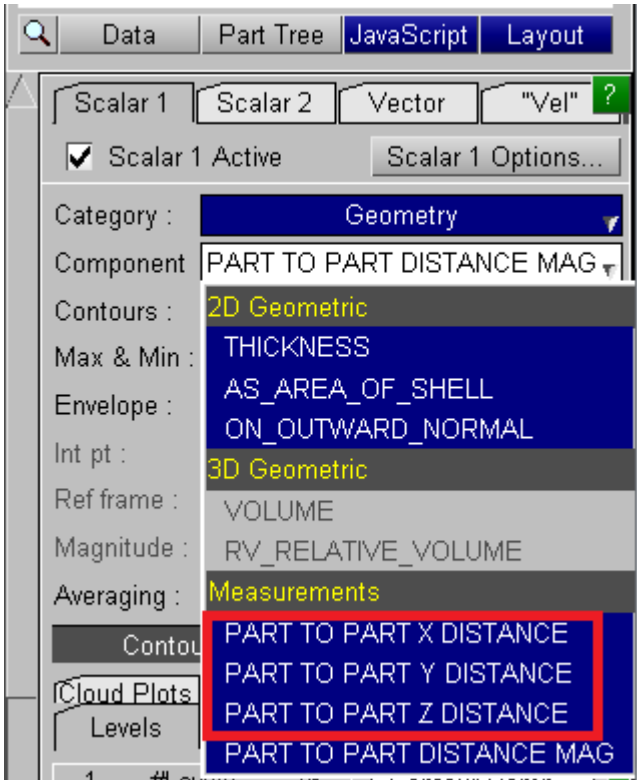 Data Part Tree JavaScript Layout
Scalar 1 Scalar 2 Vector "Vel" ?
Scalar 1 Active Scalar 1 Options...
Category : Geometry
Component PART TO PART DISTANCE MAG
Contours : 2D Geometric
THICKNESS
Max & Min :
AS_AREA_OF_SHELL
Envelope :
ON_OUTWARD_NORMAL
Int pt :
3D Geometric
Ref frame :
VOLUME
Magnitude : RV_RELATIVE_VOLUME
Averaging : Measurements
PART TO PART X DISTANCE
Contou
PART TO PART Y DISTANCE
Cloud Plots
PART TO PART Z DISTANCE
Levels
PART TO PART DISTANCE MAG